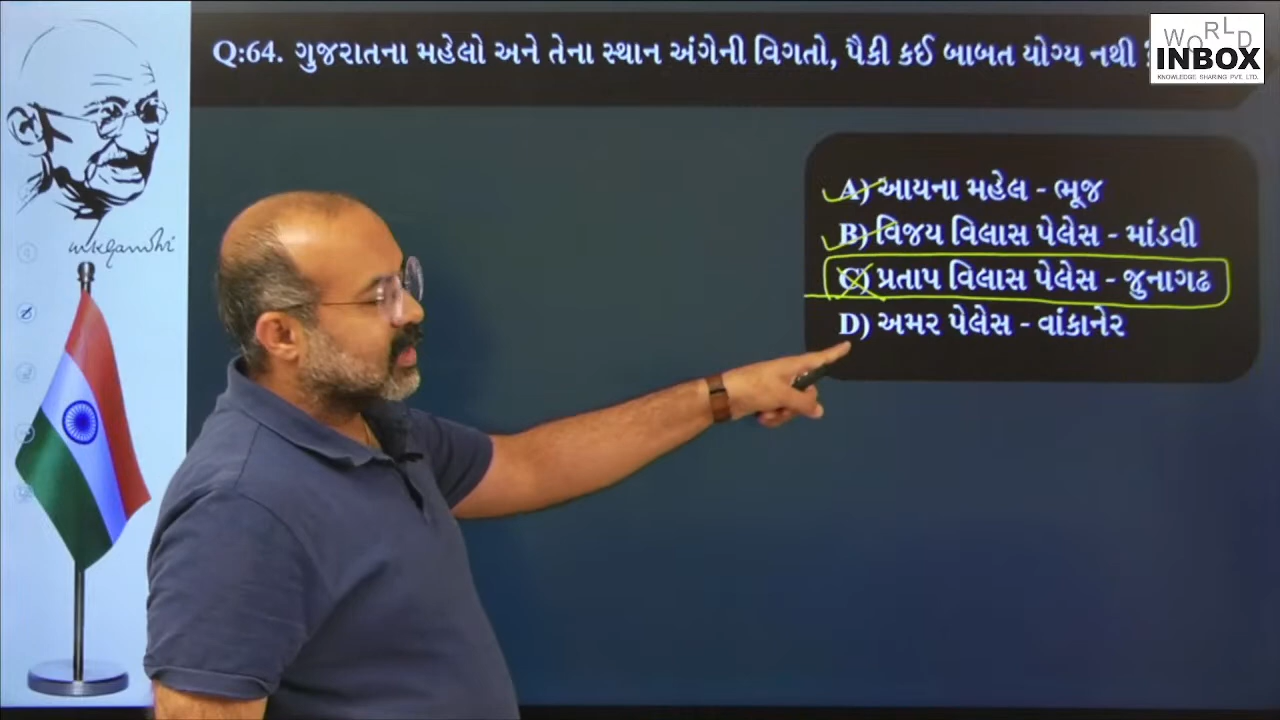 Q:64. ગુજરાતના મહેલો અને તેના સ્થાન અંગેની વિગતો, પૈકી કઈ બાબત યોગ્ય નથી ?
WORLD
INBOX
KNOWLEDGE SHARING PVT. LTD.
A) આયના મહેલ - ભૂજ
B) વિજય વિલાસ પેલેસ - માંડવી
C) પ્રતાપ વિલાસ પેલેસ - જુનાગઢ
D) અમર પેલેસ - વાંકાનેર
mkgandhi